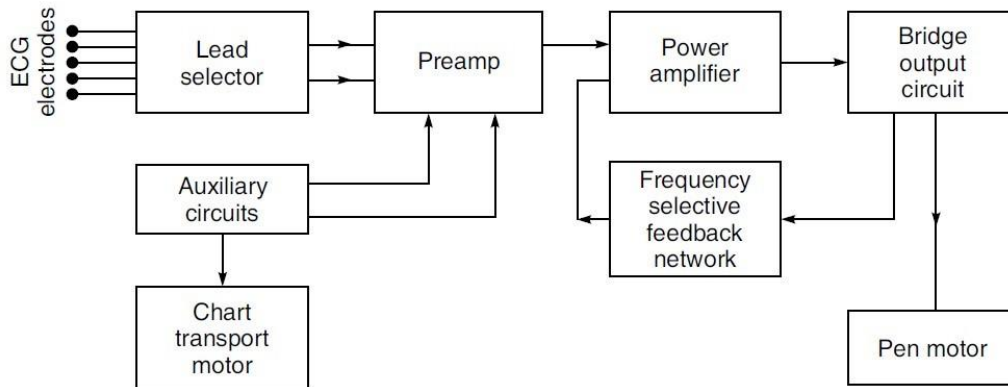 ECG
electrodes
Lead
selector
Preamp
Power
amplifier
Bridge
output
circuit
Auxiliary
circuits
Frequency
selective
feedback
network
Chart
transport
motor
Pen motor